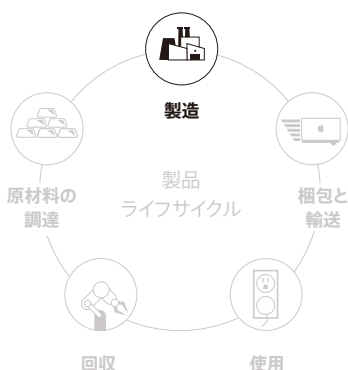 製造
原材料の
調達
製品
ライフサイクル
梱包と
輸送
回収
使用